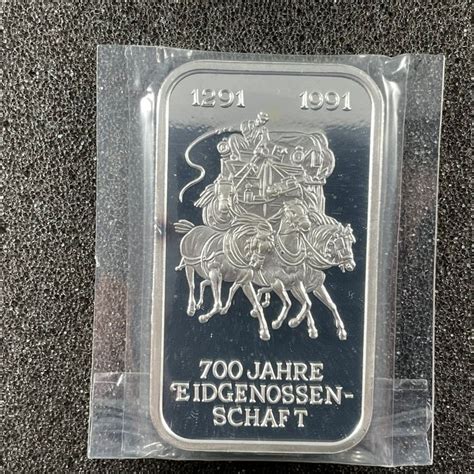 1291 1991
700 JAHRE
EIDGENOSSEN-
SCHAFT